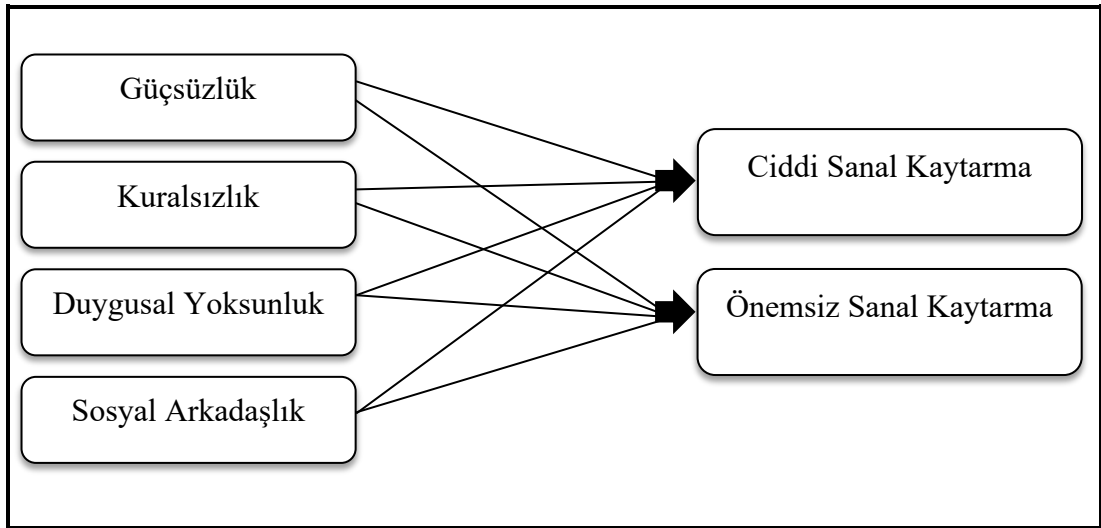 Güçsüzlük
Kuralsızlık
Duygusal Yoksunluk
Sosyal Arkadaşlık
Ciddi Sanal Kaytarma
Önemsiz Sanal Kaytarma